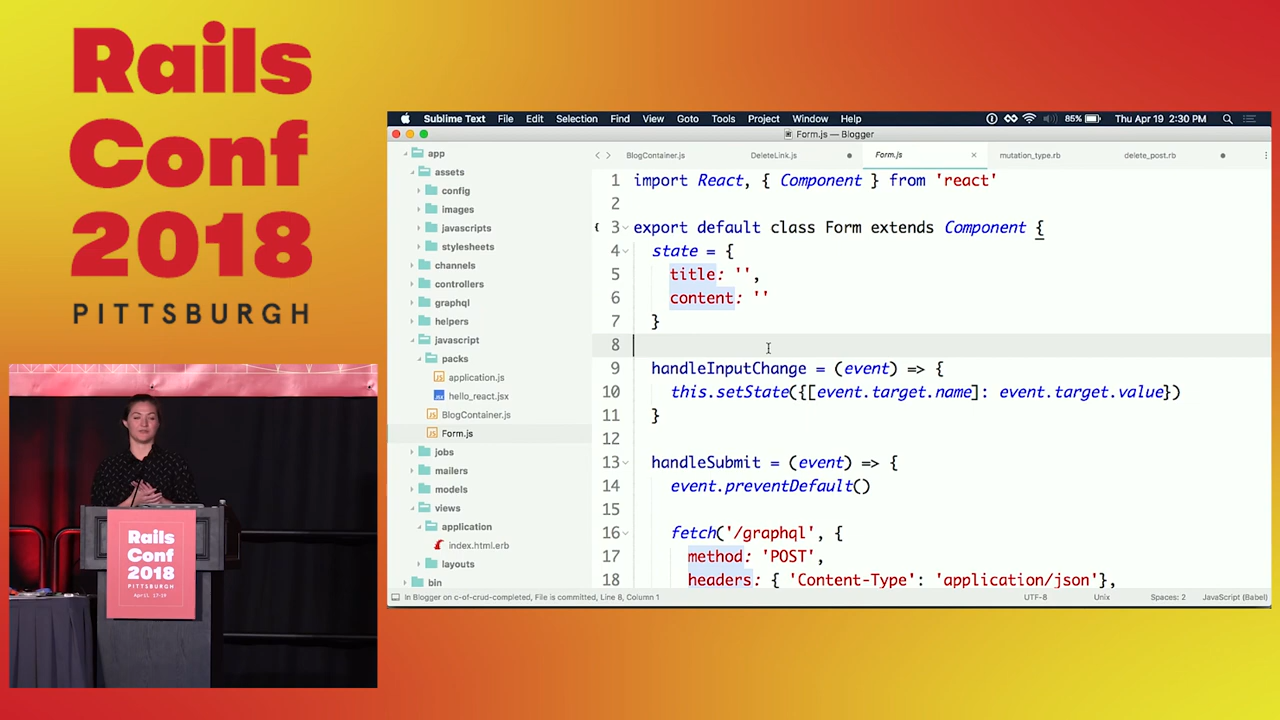 Rails
Conf
2018
PITTSBURGH
Rails
Conf
2018
PITTSBURGH
April, 17-19
Sublime Text File Edit Selection Find View Goto Tools Project Window Help
85% Thu Apr 19 2:30 PM
Form.js — Blogger
app
assets
config
images
javascripts
stylesheets
channels
controllers
graphql
helpers
javascript
packs
application.js
hello_react.jsx
BlogContainer.js
Form.js
jobs
mailers
models
views
application
index.html.erb
layouts
bin
BlogContainer.js DeleteLink.js Form.js × mutation_type.rb delete_post.rb
1 import React, { Component } from 'react'
2
3 export default class Form extends Component {
4 state = {
5 title: '',
6 content: ''
7 }
8
9 handleInputChange = (event) => {
10 this.setState({[event.target.name]: event.target.value})
11 }
12
13 handleSubmit = (event) => {
14 event.preventDefault()
15
16 fetch('/graphql', {
17 method: 'POST',
18 headers: { 'Content-Type': 'application/json'},
In Blogger on c-of-crud-completed, File is committed, Line 8, Column 1 UTF-8 Unix Spaces: 2 JavaScript (Babel)